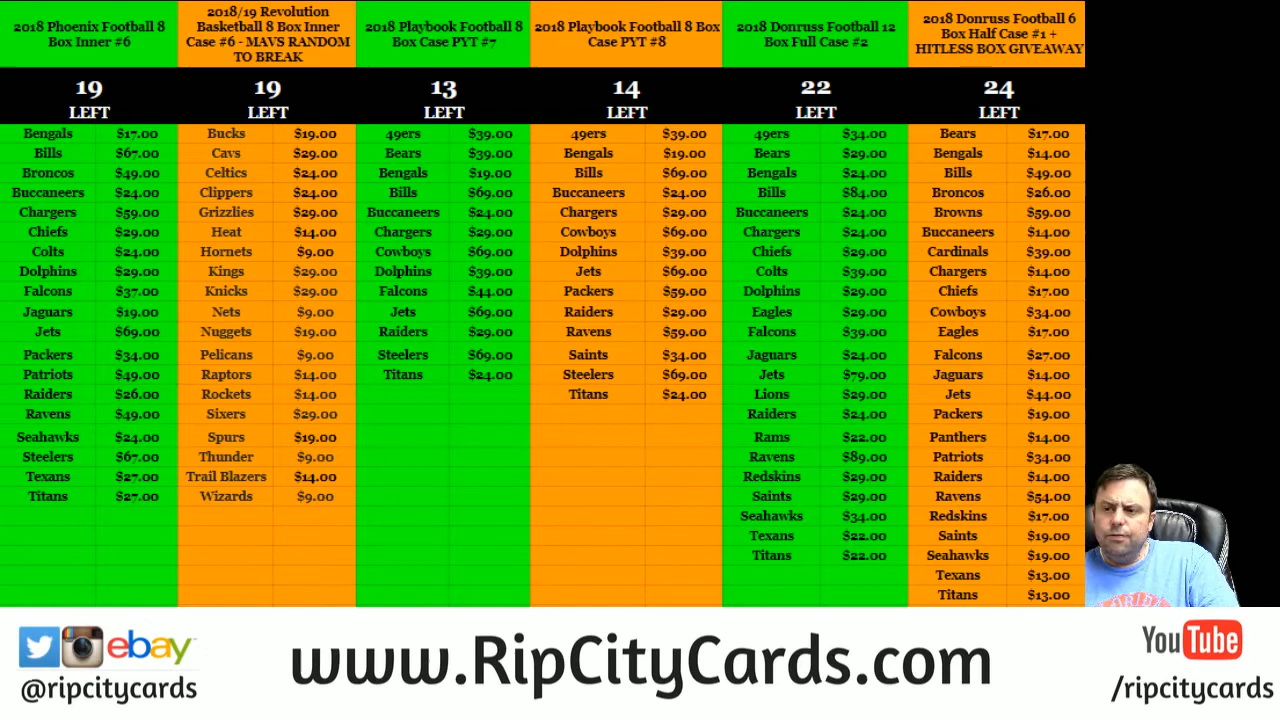 2018 Phoenix Football 8
Box Inner #6
19
LEFT
Bengals $17.00
Bills $67.00
Broncos $49.00
Buccaneers $24.00
Chargers $59.00
Chiefs $29.00
Colts $24.00
Dolphins $29.00
Falcons $37.00
Jaguars $19.00
Jets $69.00
Packers $34.00
Patriots $49.00
Raiders $26.00
Ravens $49.00
Seahawks $24.00
Steelers $67.00
Texans $27.00
Titans $27.00
2018/19 Revolution
Basketball 8 Box Inner
Case #6 - MAVS RANDOM
TO BREAK
19
LEFT
Bucks $19.00
Cavs $29.00
Celtics $24.00
Clippers $24.00
Grizzlies $29.00
Heat $14.00
Hornets $9.00
Kings $29.00
Knicks $29.00
Nets $9.00
Nuggets $19.00
Pelicans $9.00
Raptors $14.00
Rockets $14.00
Sixers $29.00
Spurs $19.00
Thunder $9.00
Trail Blazers $14.00
Wizards $9.00
2018 Playbook Football 8
Box Case PYT #7
13
LEFT
49ers $39.00
Bears $39.00
Bengals $19.00
Bills $69.00
Buccaneers $24.00
Chargers $29.00
Cowboys $69.00
Dolphins $39.00
Falcons $44.00
Jets $69.00
Raiders $29.00
Steelers $69.00
Titans $24.00
2018 Playbook Football 8 Box
Case PYT #8
14
LEFT
49ers $39.00
Bengals $19.00
Bills $69.00
Buccaneers $24.00
Chargers $29.00
Cowboys $69.00
Dolphins $39.00
Jets $69.00
Packers $59.00
Raiders $29.00
Ravens $59.00
Saints $34.00
Steelers $69.00
Titans $24.00
2018 Donruss Football 12
Box Full Case #2
22
LEFT
49ers $34.00
Bears $29.00
Bengals $24.00
Bills $84.00
Buccaneers $24.00
Chargers $24.00
Chiefs $29.00
Colts $39.00
Dolphins $29.00
Eagles $29.00
Falcons $39.00
Jaguars $24.00
Jets $79.00
Lions $29.00
Raiders $24.00
Rams $22.00
Ravens $89.00
Redskins $29.00
Saints $29.00
Seahawks $34.00
Texans $22.00
Titans $22.00
2018 Donruss Football 6
Box Half Case #1 +
HITLESS BOX GIVEAWAY
24
LEFT
Bears $17.00
Bengals $14.00
Bills $49.00
Broncos $26.00
Browns $59.00
Buccaneers $14.00
Cardinals $39.00
Chargers $14.00
Chiefs $17.00
Cowboys $34.00
Eagles $17.00
Falcons $27.00
Jaguars $14.00
Jets $44.00
Packers $19.00
Panthers $14.00
Patriots $34.00
Raiders $14.00
Ravens $54.00
Redskins $17.00
Saints $19.00
Seahawks $19.00
Texans $13.00
Titans $13.00
ebay
@ripcitycards
www.RipCityCards.com
YouTube
/ripcitycards